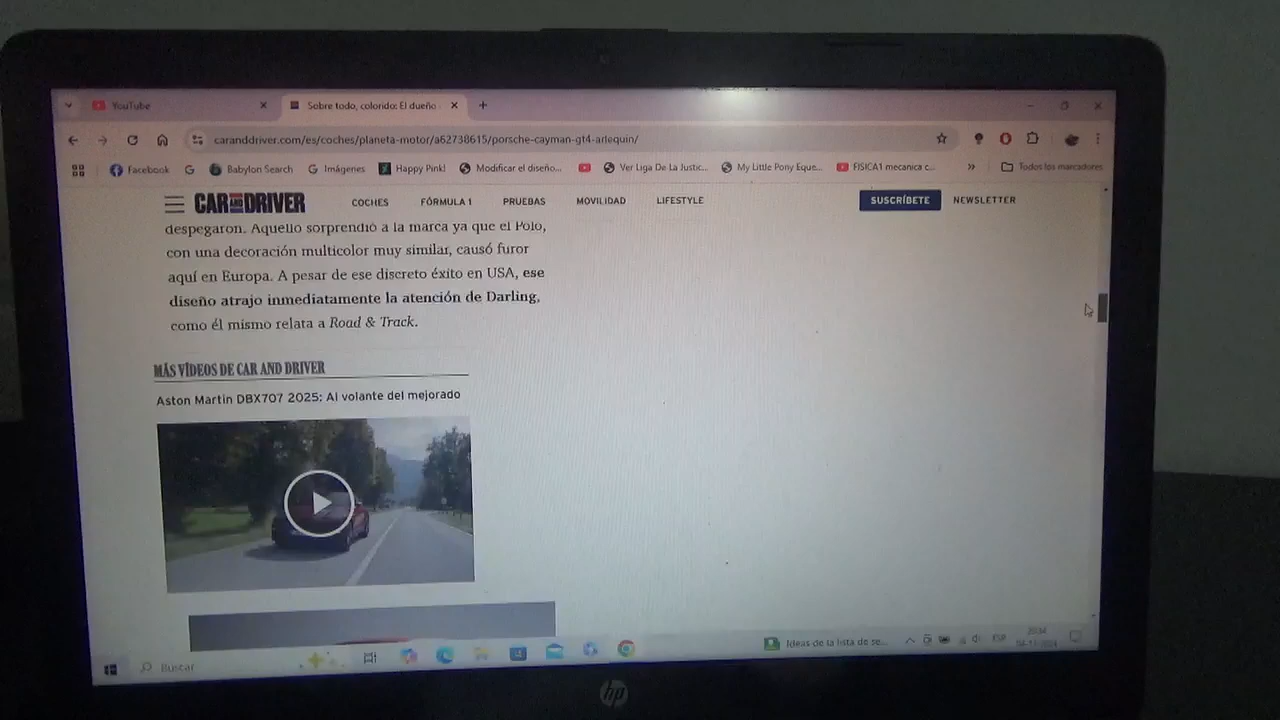 YouTube
Sobre todo, colorido: El dueño
caranddriver.com/es/coches/planeta-motor/a62738615/porsche-cayman-gt4-arlequin/
Facebook
Babylon Search
Imágenes
Happy Pink!
Modificar el diseño...
Ver Liga De La Justic...
My Little Pony Eque...
FISICA1 mecanica c...
Todos los marcadores
CAR AND DRIVER
COCHES
FÓRMULA 1
PRUEBAS
MOVILIDAD
LIFESTYLE
SUSCRÍBETE
NEWSLETTER
despegaron. Aquello sorprendió a la marca ya que el Polo,
con una decoración multicolor muy similar, causó furor
aquí en Europa. A pesar de ese discreto éxito en USA, ese
diseño atrajo inmediatamente la atención de Darling,
como él mismo relata a Road & Track.
MÁS VÍDEOS DE CAR AND DRIVER
Aston Martin DBX707 2025: Al volante del mejorado
Buscar
Ideas de la lista de se...
ESP
hp